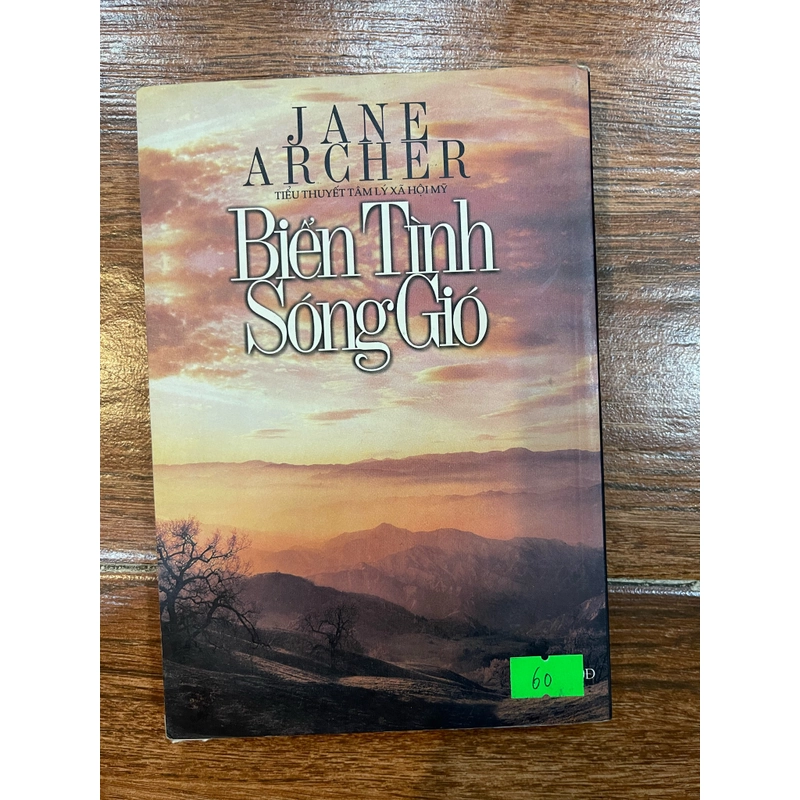 JANE
ARCHER
TIỂU THUYẾT TÂM LÝ XÃ HỘI MỸ
Biển Tình
Sóng Gió
60